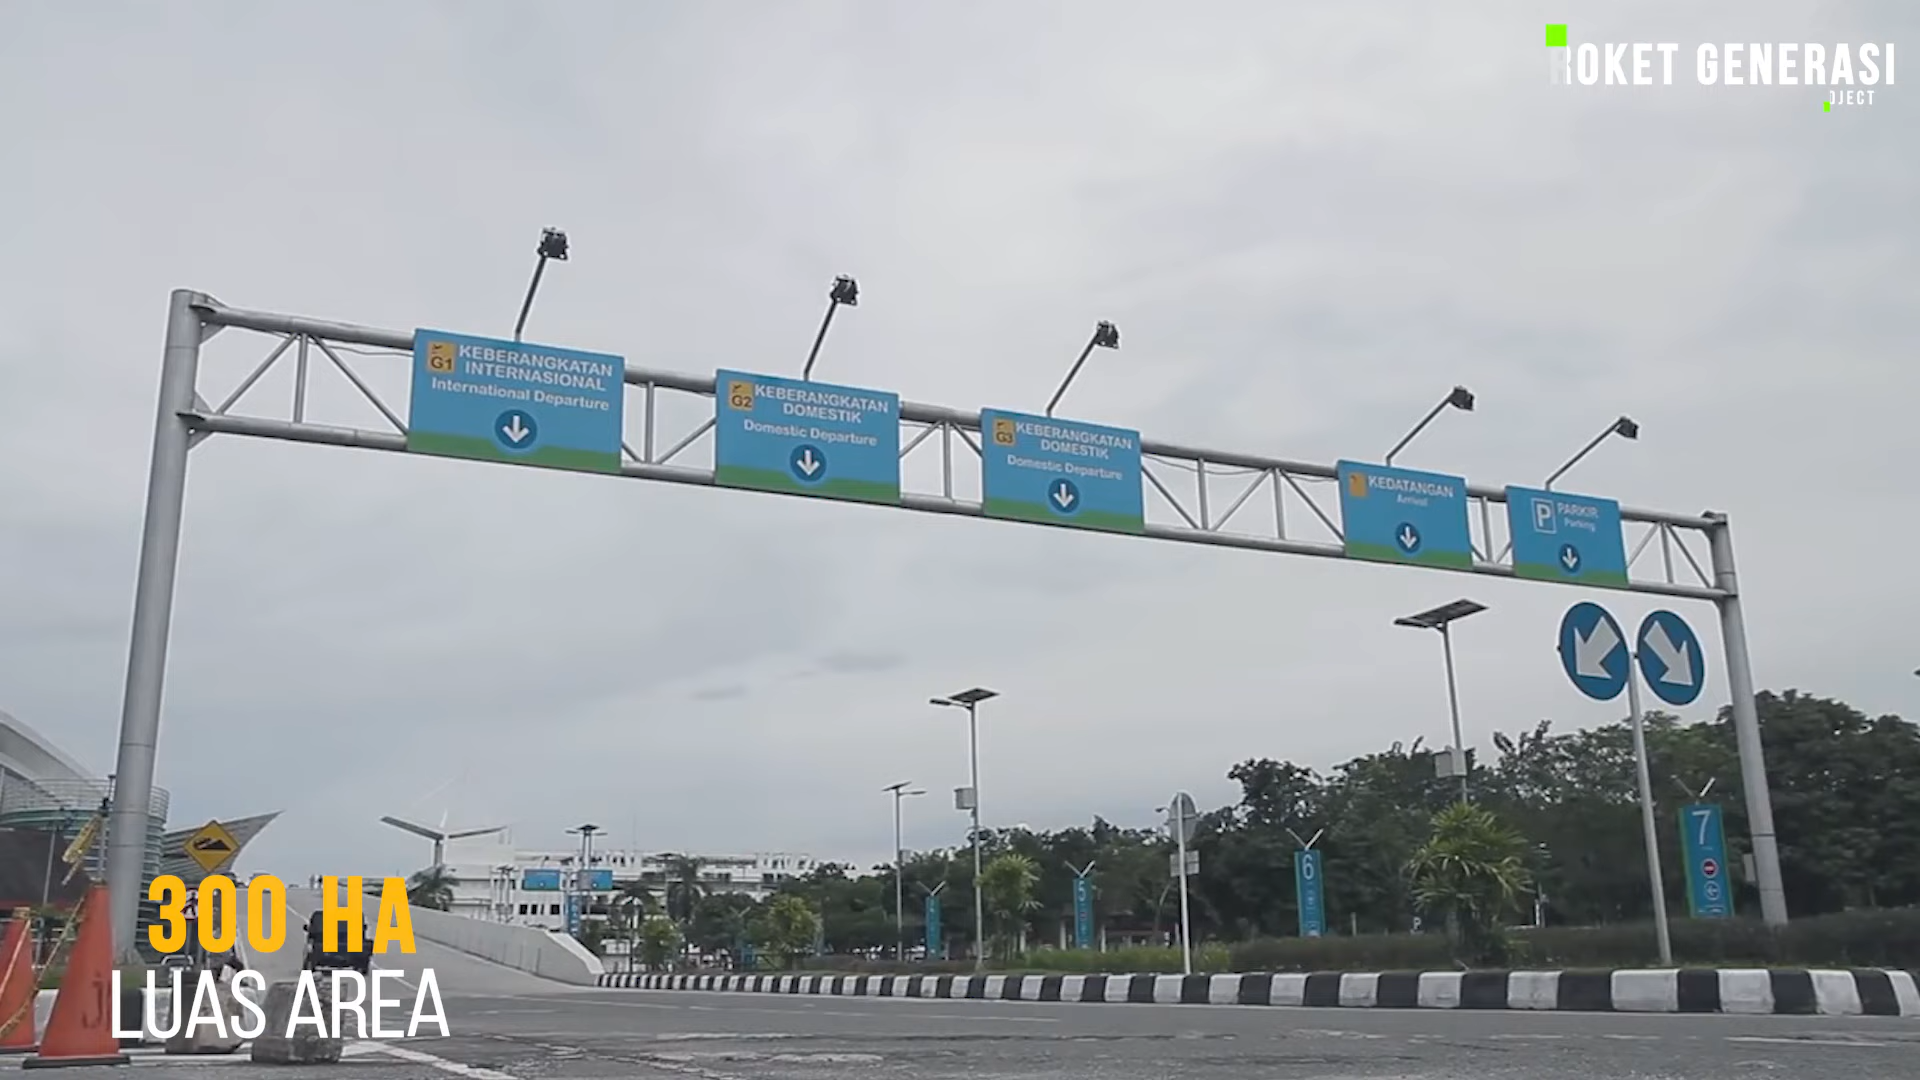 ROKET GENERASI
OJECT
G1 KEBERANGKATAN
INTERNASIONAL
International Departure
G2 KEBERANGKATAN
DOMESTIK
Domestic Departure
G3 KEBERANGKATAN
DOMESTIK
Domestic Departure
KEDATANGAN
Arrival
P PARKIR
Parking
7
6
5
P
300 HA
LUAS AREA